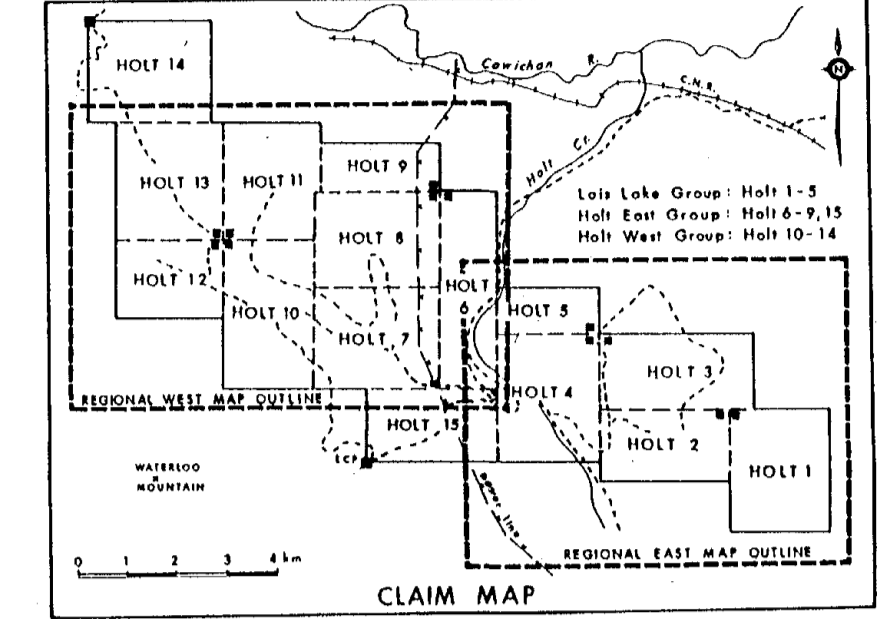 HOLT 14
Cowichan R.
C.N.R.
N
Holt Cr.
HOLT 9
HOLT 13
HOLT 11
Lois Lake Group: Holt 1-5
Holt East Group: Holt 6-9, 15
Holt West Group: Holt 10-14
HOLT 8
HOLT 12
HOLT
6
HOLT 10
HOLT 5
HOLT 7
HOLT 3
HOLT 4
REGIONAL WEST MAP OUTLINE
HOLT 15
HOLT 2
LCP
WATERLOO
MOUNTAIN
HOLT 1
power line
0 1 2 3 4 km
REGIONAL EAST MAP OUTLINE
CLAIM MAP